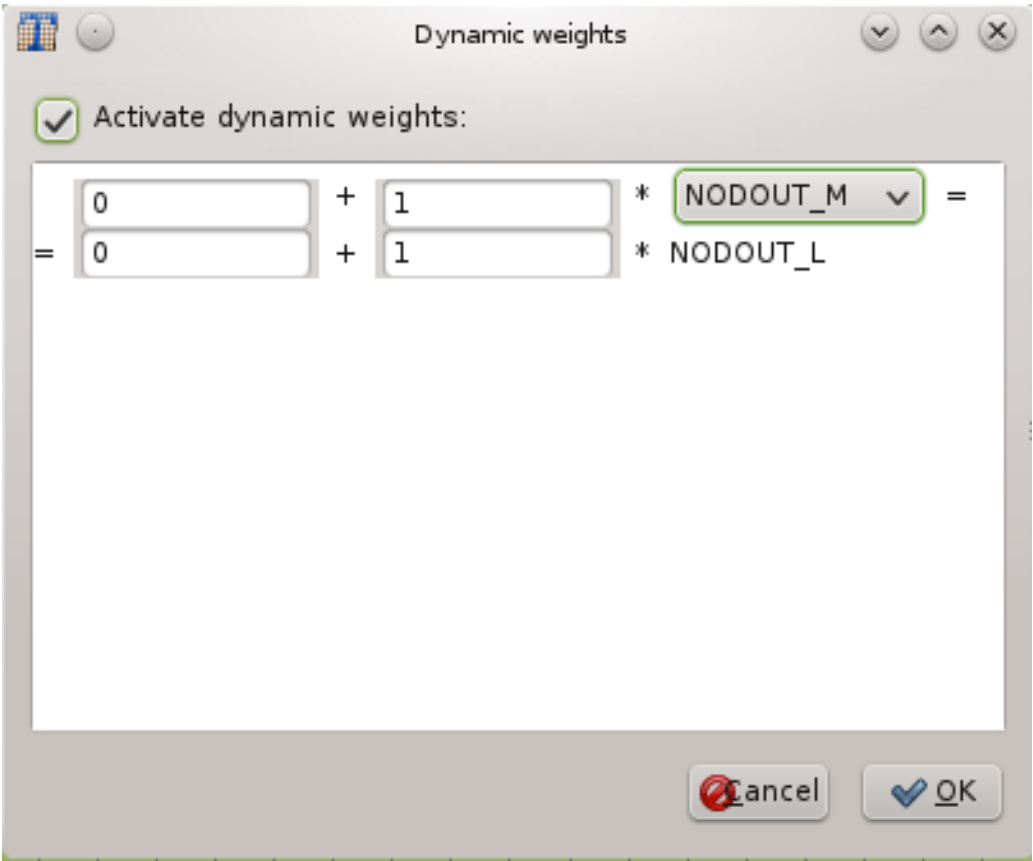 Dynamic weights
Activate dynamic weights:
0 + 1 * NODOUT_M =
= 0 + 1 * NODOUT_L
Cancel OK